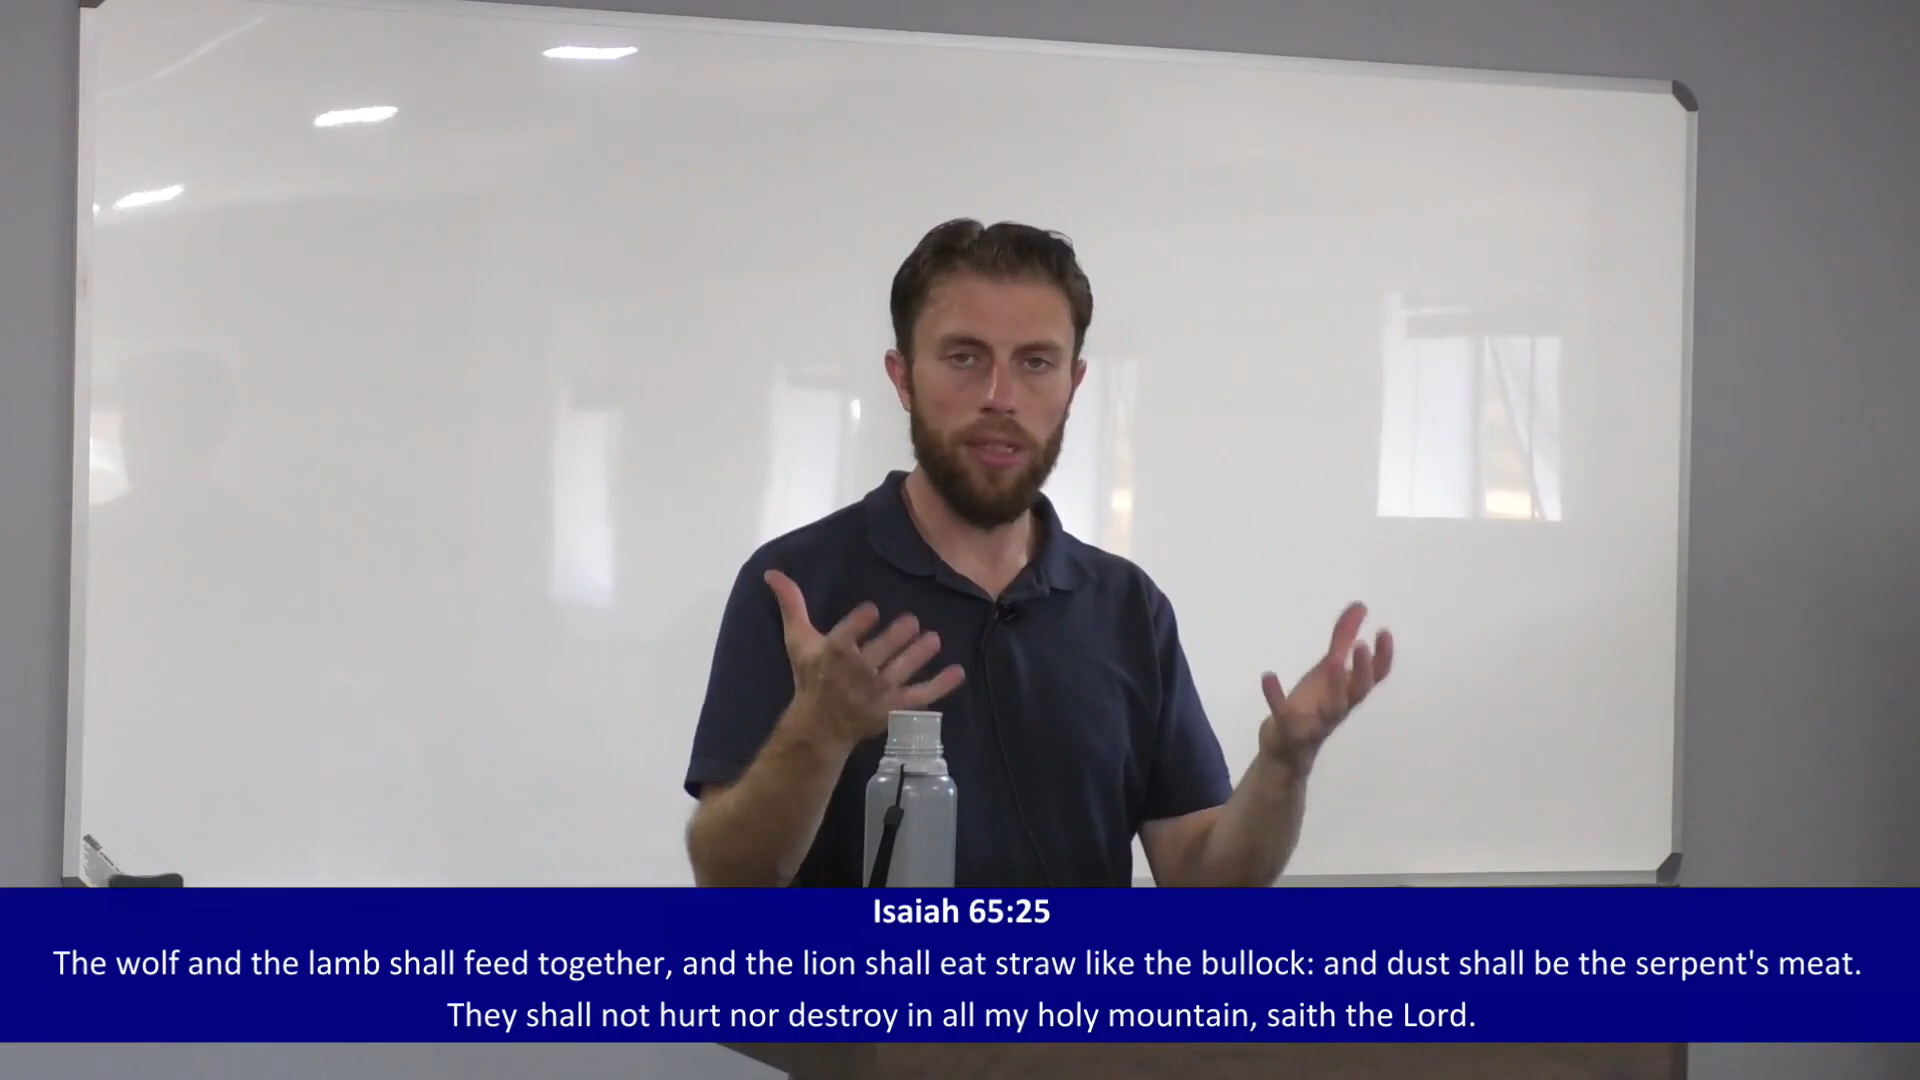 Isaiah 65:25
The wolf and the lamb shall feed together, and the lion shall eat straw like the bullock: and dust shall be the serpent's meat.
They shall not hurt nor destroy in all my holy mountain, saith the Lord.